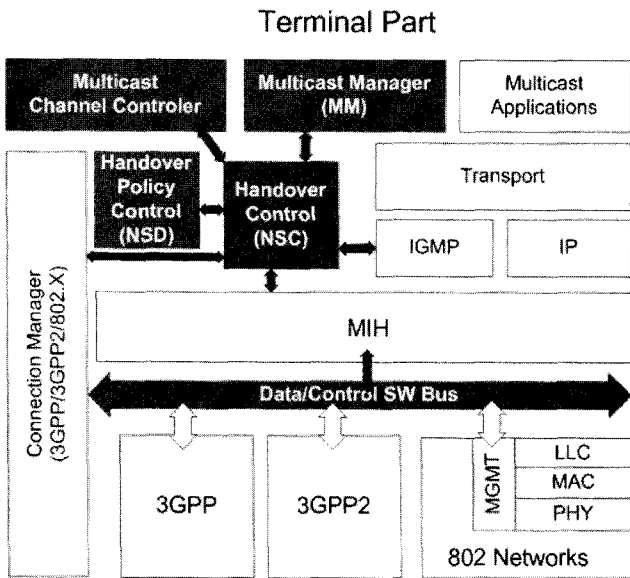 Terminal Part
Multicast
Channel Controler
Multicast Manager
(MM)
Multicast
Applications
Handover
Policy
Control
(NSD)
Handover
Control
(NSC)
Transport
IGMP
IP
Connection Manager
(3GPP/3GPP2/802.X)
MIH
Data/Control SW Bus
3GPP
3GPP2
MGMT
LLC
MAC
PHY
802 Networks